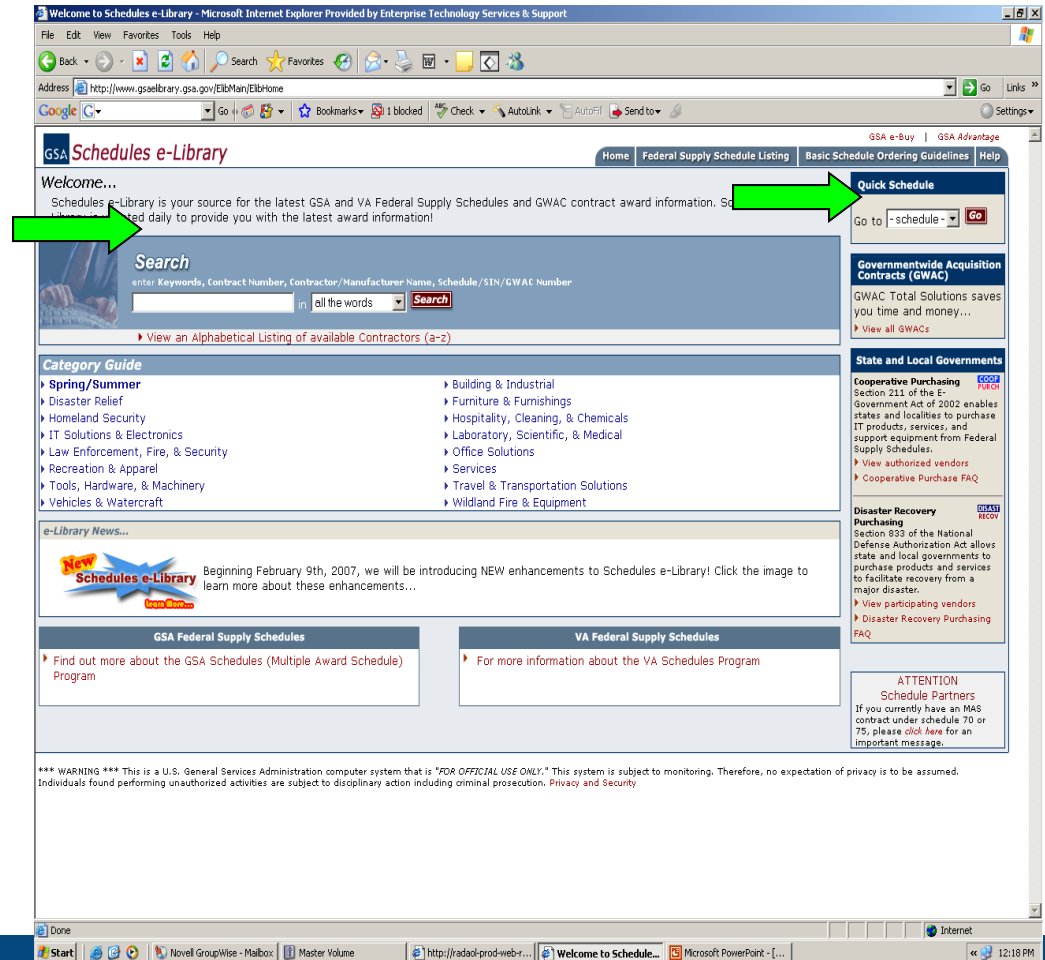 Welcome to Schedules e-Library - Microsoft Internet Explorer Provided by Enterprise Technology Services & Support
File Edit View Favorites Tools Help
Back Search Favorites
Address http://www.gsaelibrary.gsa.gov/ElibMain/ElibHome Go Links »
Google G Go Bookmarks 1 blocked ABC Check AutoLink AutoFill Send to Settings
GSA e-Buy | GSA Advantage
GSA Schedules e-Library
Home Federal Supply Schedule Listing Basic Schedule Ordering Guidelines Help
Welcome...
Schedules e-Library is your source for the latest GSA and VA Federal Supply Schedules and GWAC contract award information.
daily to provide you with the latest award information!
Search
enter Keywords, Contract Number, Contractor/Manufacturer Name, Schedule/SIN/GWAC Number
in all the words Search
View an Alphabetical Listing of available Contractors (a-z)
Category Guide
Spring/Summer
Disaster Relief
Homeland Security
IT Solutions & Electronics
Law Enforcement, Fire, & Security
Recreation & Apparel
Tools, Hardware, & Machinery
Vehicles & Watercraft
Building & Industrial
Furniture & Furnishings
Hospitality, Cleaning, & Chemicals
Laboratory, Scientific, & Medical
Office Solutions
Services
Travel & Transportation Solutions
Wildland Fire & Equipment
e-Library News...
New
Schedules e-Library
Learn More...
Beginning February 9th, 2007, we will be introducing NEW enhancements to Schedules e-Library! Click the image to
learn more about these enhancements...
GSA Federal Supply Schedules
Find out more about the GSA Schedules (Multiple Award Schedule)
Program
VA Federal Supply Schedules
For more information about the VA Schedules Program
Quick Schedule
Go to - schedule - Go
Governmentwide Acquisition
Contracts (GWAC)
GWAC Total Solutions saves
you time and money...
View all GWACs
State and Local Governments
Cooperative Purchasing COOP
PURCH
Section 211 of the E-
Government Act of 2002 enables
states and localities to purchase
IT products, services, and
support equipment from Federal
Supply Schedules.
View authorized vendors
Cooperative Purchase FAQ
Disaster Recovery DISAST
RECOV
Purchasing
Section 833 of the National
Defense Authorization Act allows
state and local governments to
purchase products and services
to facilitate recovery from a
major disaster.
View participating vendors
Disaster Recovery Purchasing
FAQ
ATTENTION
Schedule Partners
If you currently have an MAS
contract under schedule 70 or
75, please click here for an
important message.
*** WARNING *** This is a U.S. General Services Administration computer system that is "FOR OFFICIAL USE ONLY." This system is subject to monitoring. Therefore, no expectation of privacy is to be assumed.
Individuals found performing unauthorized activities are subject to disciplinary action including criminal prosecution. Privacy and Security
Done Internet
Start Novell GroupWise - Mailbox Master Volume http://radaol-prod-web-r... Welcome to Schedule... Microsoft PowerPoint - [... « 12:18 PM